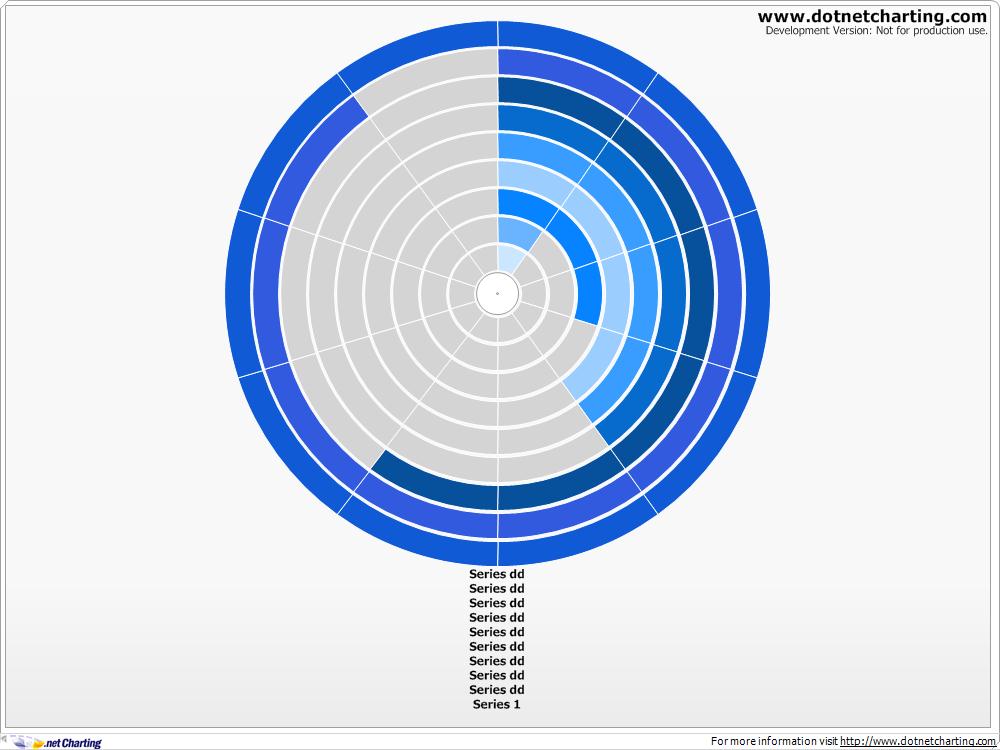 www.dotnetcharting.com
Development Version: Not for production use.
Series dd
Series dd
Series dd
Series dd
Series dd
Series dd
Series dd
Series dd
Series dd
Series 1
.net Charting
For more information visit http://www.dotnetcharting.com